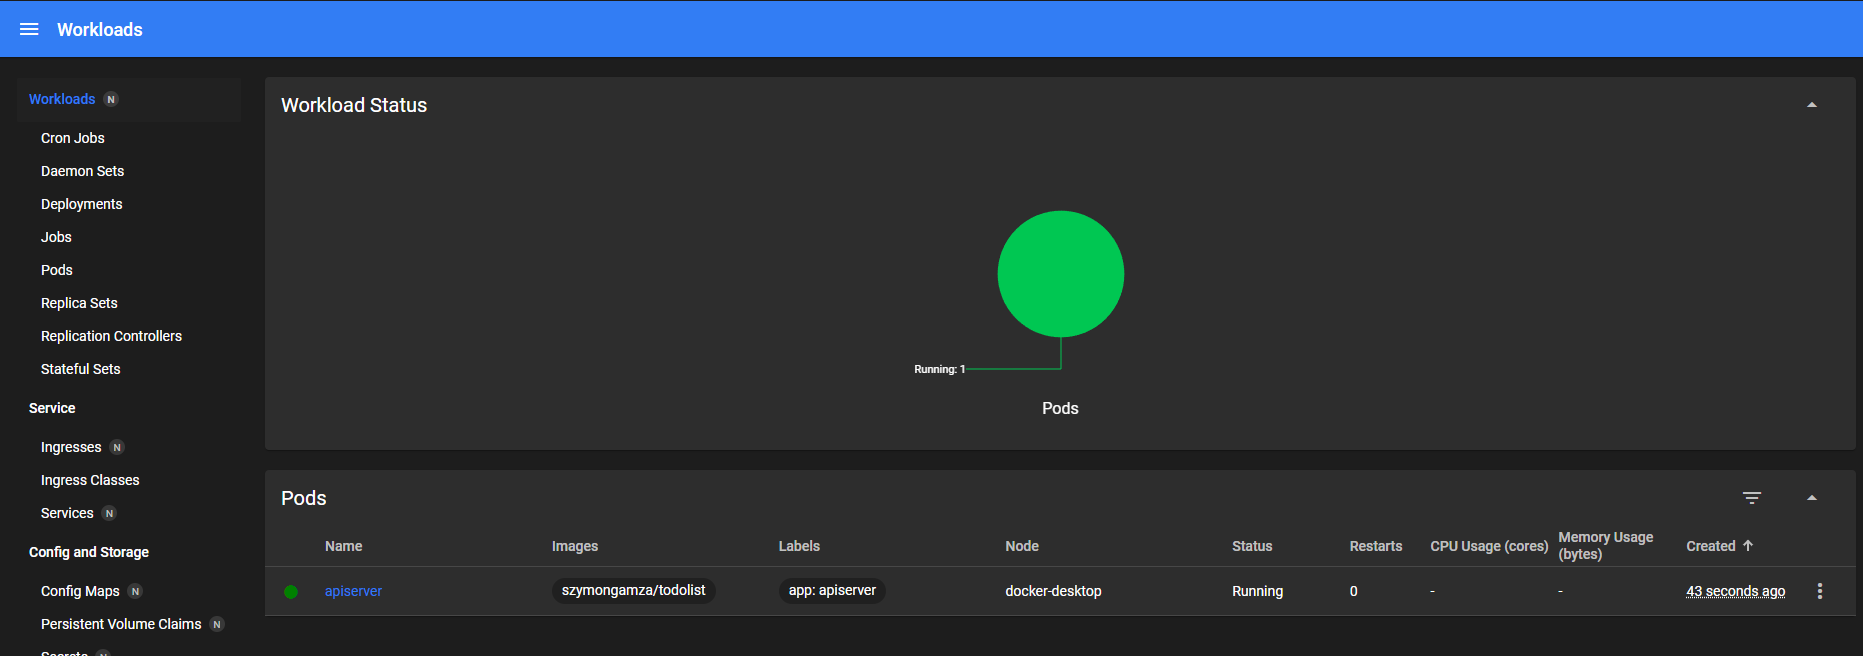 Workloads
Workloads N
Cron Jobs
Daemon Sets
Deployments
Jobs
Pods
Replica Sets
Replication Controllers
Stateful Sets
Service
Ingresses N
Ingress Classes
Services N
Config and Storage
Config Maps N
Persistent Volume Claims N
Secrets N
Workload Status
Running: 1
Pods
Pods
Name Images Labels Node Status Restarts CPU Usage (cores) Memory Usage (bytes) Created
apiserver szymongamza/todolist app: apiserver docker-desktop Running 0 - - 43 seconds ago